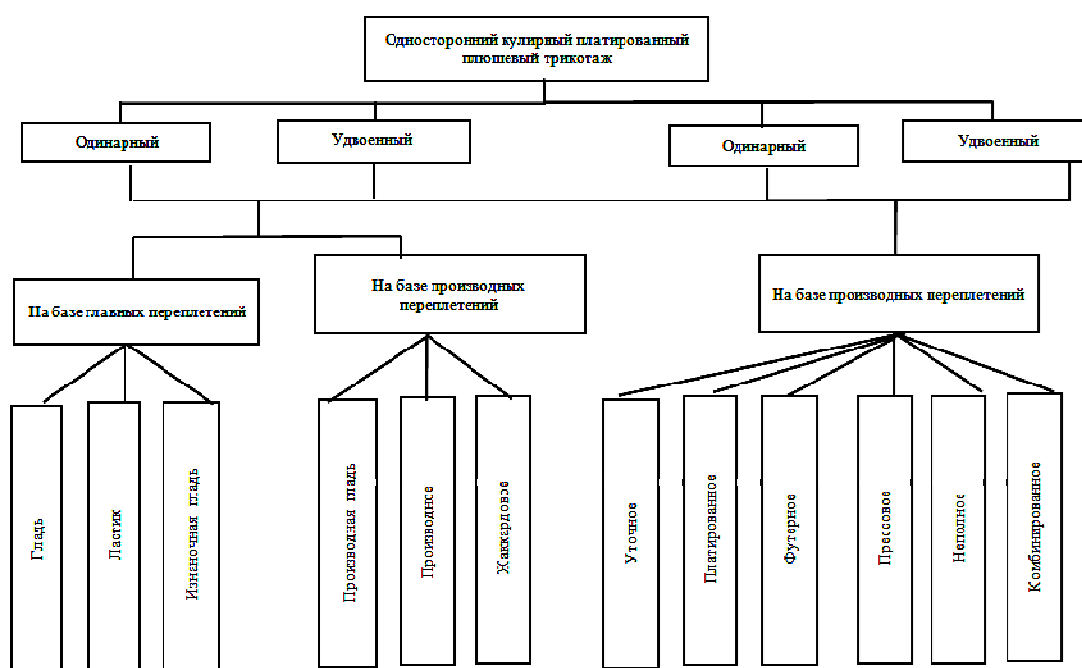 Односторонний кулирный платированный
плюшевый трикотаж
Одинарный
Удвоенный
Одинарный
Удвоенный
На базе главных переплетений
На базе производных
переплетений
На базе производных переплетений
Гладь
Ластик
Изнаночная гладь
Производная гладь
Производное
Жаккардовое
Уточное
Платированное
Футерное
Прессовое
Неполное
Комбинированное